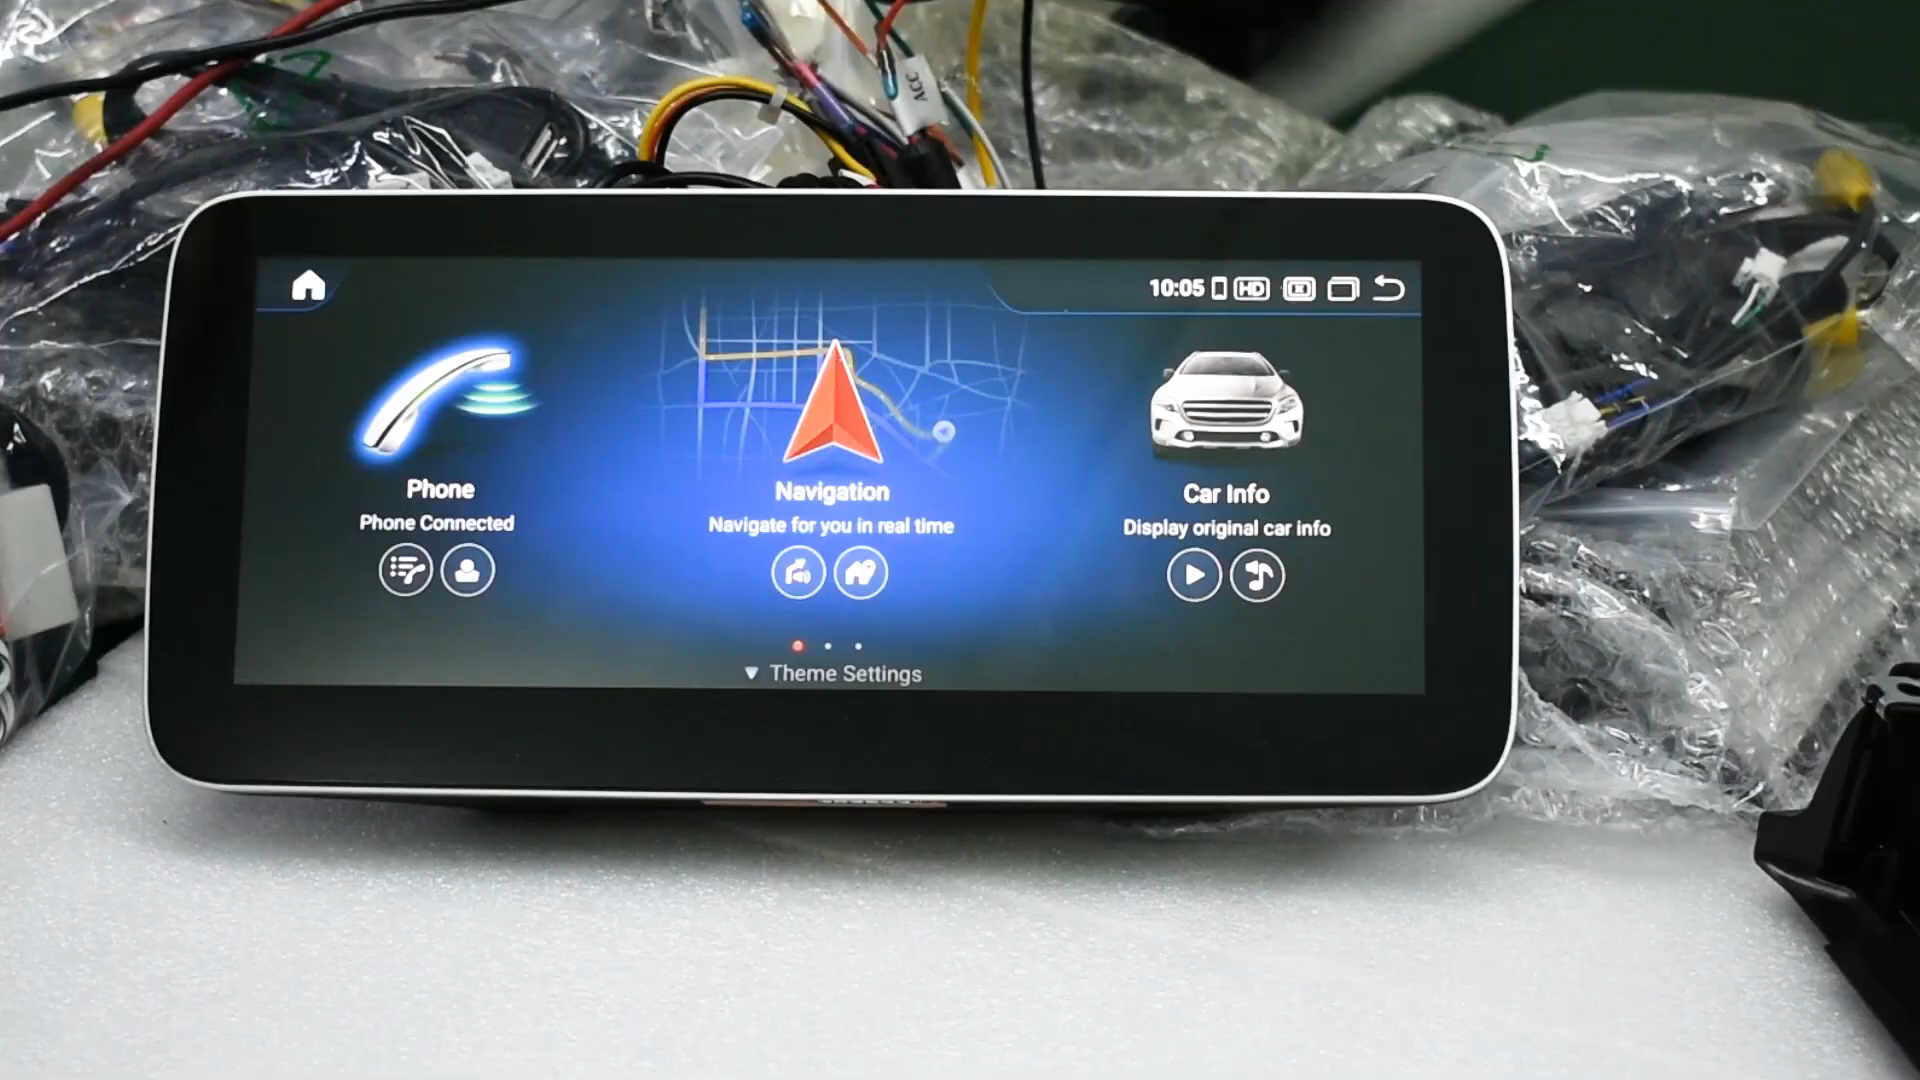 ACC
10:05 HD
Phone
Phone Connected
Navigation
Navigate for you in real time
Car Info
Display original car info
Theme Settings